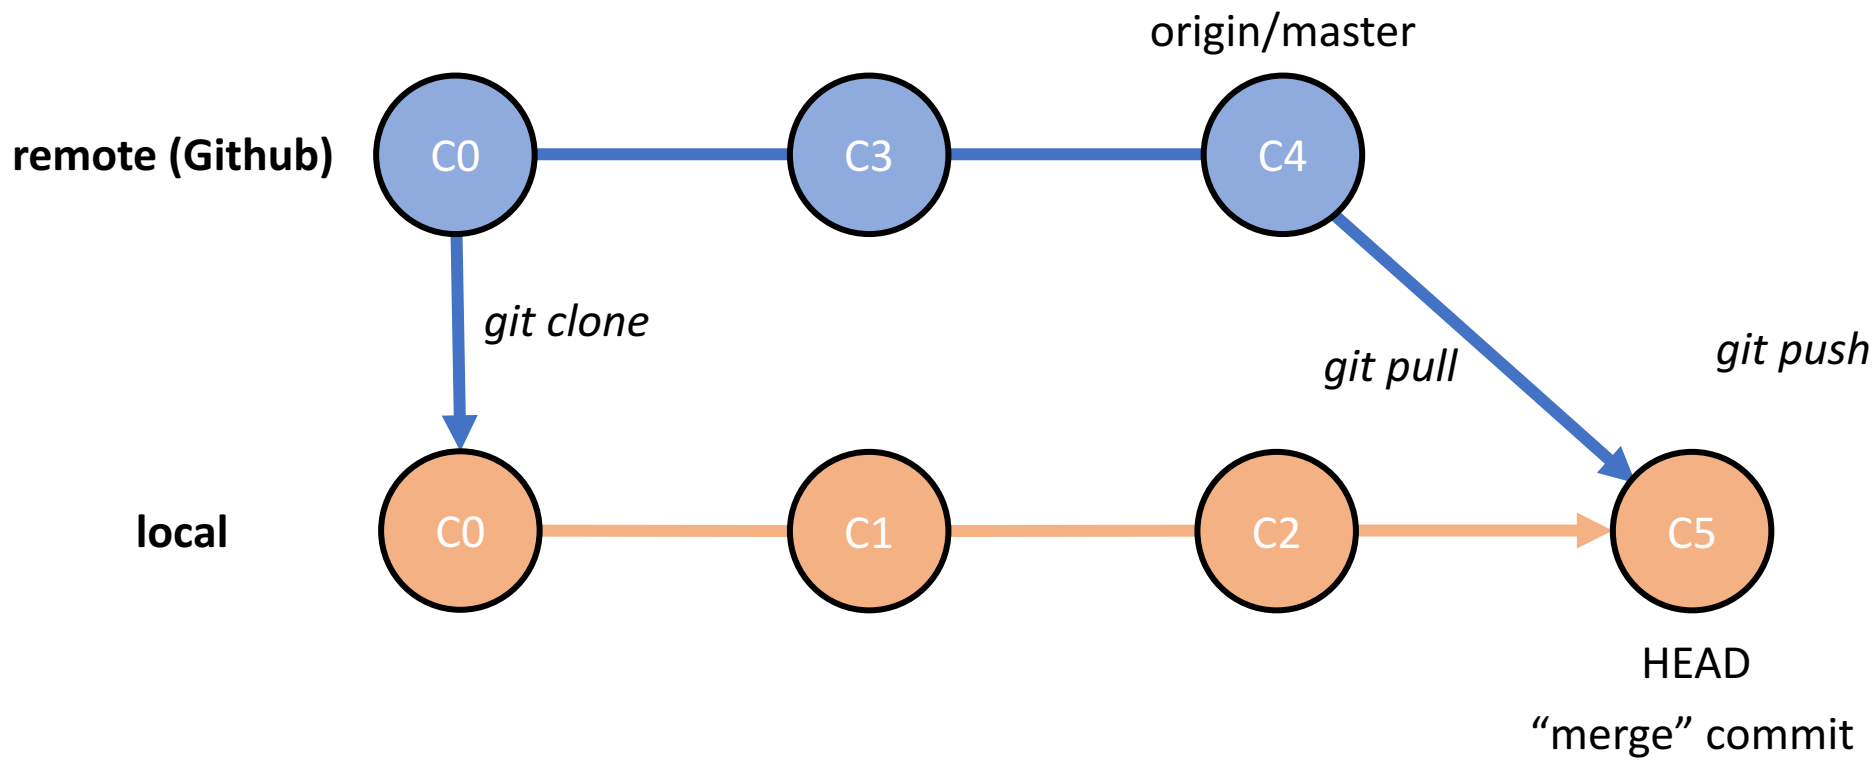 origin/master
remote (Github)
C0
C3
C4
git clone
git pull
git push
local
C0
C1
C2
C5
HEAD
“merge” commit